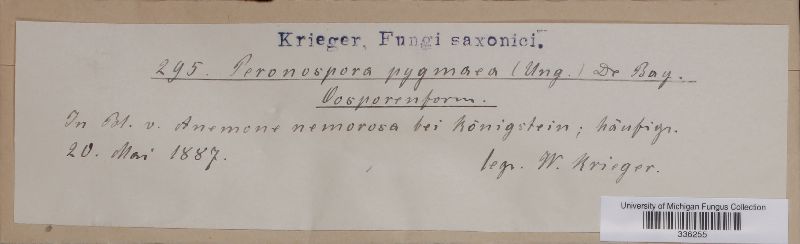 Krieger, Fungi saxonici.
295. Peronospora pygmaea (Ung.) De Bay.
Oosporenform.
In Bl. v. Anemone nemorosa bei Königstein; häufig.
20. Mai 1887.
leg. W. Krieger.
University of Michigan Fungus Collection
336255